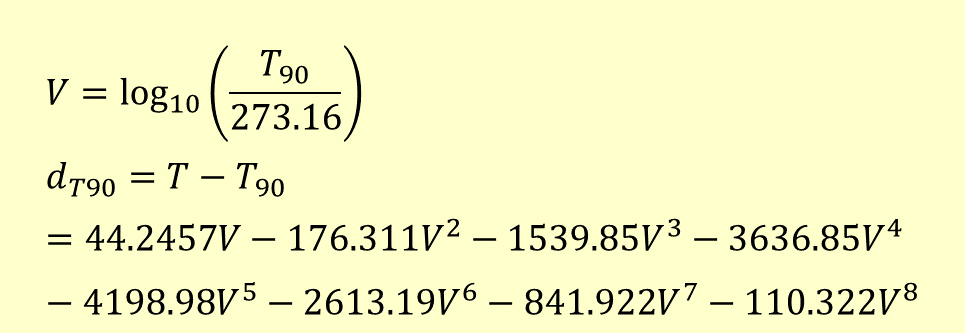 V = log₁₀(T₉₀/273.16)
d_T90 = T − T₉₀
= 44.2457V − 176.311V² − 1539.85V³ − 3636.85V⁴
− 4198.98V⁵ − 2613.19V⁶ − 841.922V⁷ − 110.322V⁸